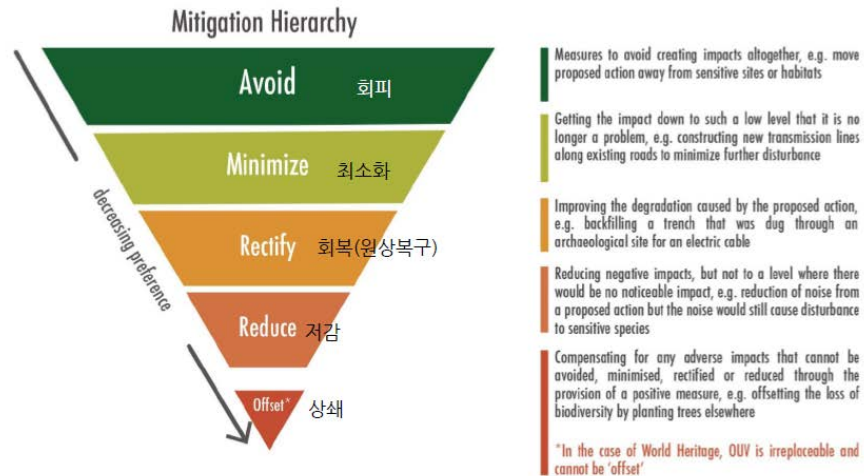 Mitigation Hierarchy
Avoid 회피
Minimize 최소화
Rectify 회복(원상복구)
Reduce 저감
Offset* 상쇄
decreasing preference
Measures to avoid creating impacts altogether, e.g. move
proposed action away from sensitive sites or habitats
Getting the impact down to such a low level that it is no
longer a problem, e.g. constructing new transmission lines
along existing roads to minimize further disturbance
Improving the degradation caused by the proposed action,
e.g. backfilling a trench that was dug through an
archaeological site for an electric cable
Reducing negative impacts, but not to a level where there
would be no noticeable impact, e.g. reduction of noise from
a proposed action but the noise would still cause disturbance
to sensitive species
Compensating for any adverse impacts that cannot be
avoided, minimised, rectified or reduced through the
provision of a positive measure, e.g. offsetting the loss of
biodiversity by planting trees elsewhere
*In the case of World Heritage, OUV is irreplaceable and
cannot be 'offset'